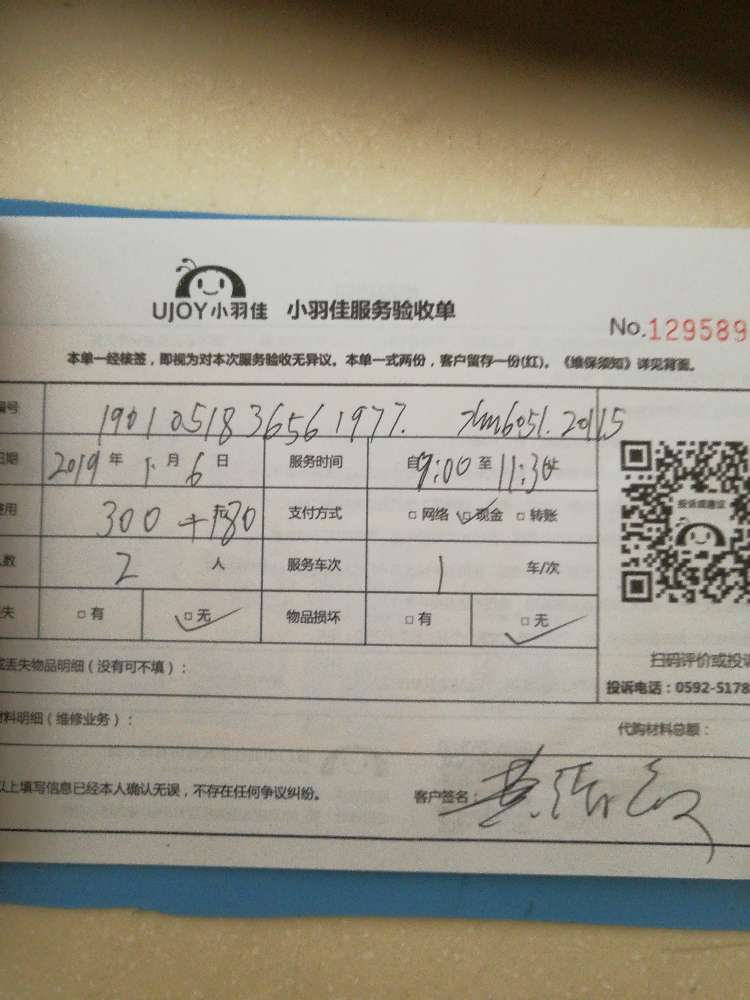 UJOY小羽佳 小羽佳服务验收单
No.129589
本单一经核签，即视为对本次服务验收无异议。本单一式两份，客户留存一份(红)。《维保须知》详见背面。
编号 1901051836561977.
日期 2019 年 1. 月 6 日 服务时间 自 9:00 至 11:30 止
费用 300 +180 支付方式 □ 网络 □ 现金 □ 转账
人数 2 人 服务车次 1 车/次
失 □ 有 □ 无 物品损坏 □ 有 □ 无
投诉或建议
扫码评价或投诉
或丢失物品明细（没有可不填）：
投诉电话：0592-5178
材料明细（维修业务）：
代购材料总额：
以上填写信息已经本人确认无误，不存在任何争议纠纷。 客户签名：